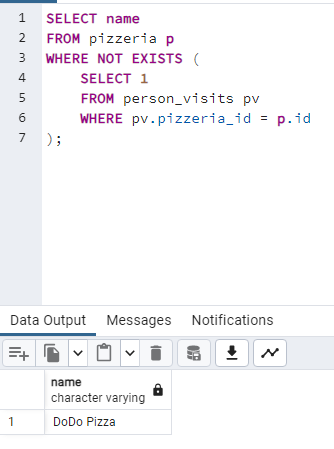 1 SELECT name
2 FROM pizzeria p
3 WHERE NOT EXISTS (
4     SELECT 1
5     FROM person_visits pv
6     WHERE pv.pizzeria_id = p.id
7 );
Data Output Messages Notifications
name
character varying
1 DoDo Pizza